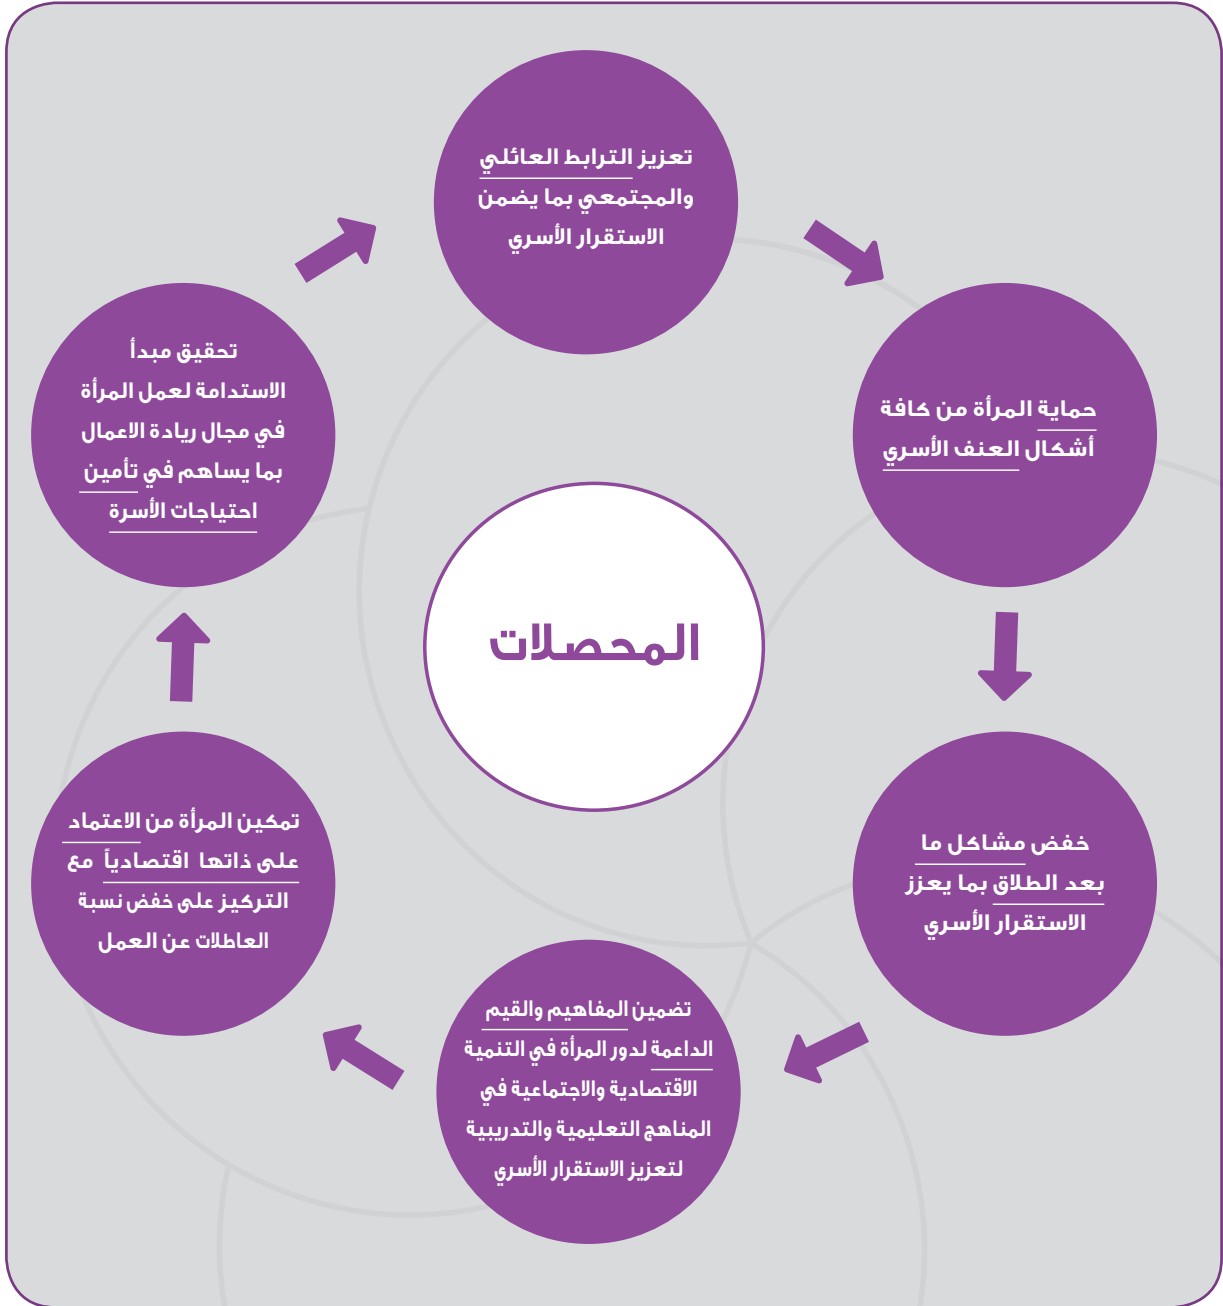 تعزيز الترابط العائلي
والمجتمعي بما يضمن
الاستقرار الأسري
حماية المرأة من كافة
أشكال العنف الأسري
خفض مشاكل ما
بعد الطلاق بما يعزز
الاستقرار الأسري
تضمين المفاهيم والقيم
الداعمة لدور المرأة في التنمية
الاقتصادية والاجتماعية في
المناهج التعليمية والتدريبية
لتعزيز الاستقرار الأسري
تمكين المرأة من الاعتماد
على ذاتها اقتصادياً مع
التركيز على خفض نسبة
العاطلات عن العمل
تحقيق مبدأ
الاستدامة لعمل المرأة
في مجال ريادة الاعمال
بما يساهم في تأمين
احتياجات الأسرة
المحصلات